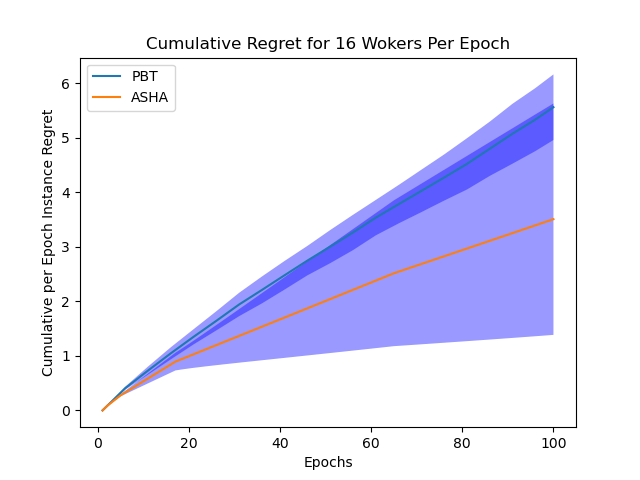 Cumulative Regret for 16 Wokers Per Epoch
PBT
ASHA
Cumulative per Epoch Instance Regret
6
5
4
3
2
1
0
0 20 40 60 80 100
Epochs